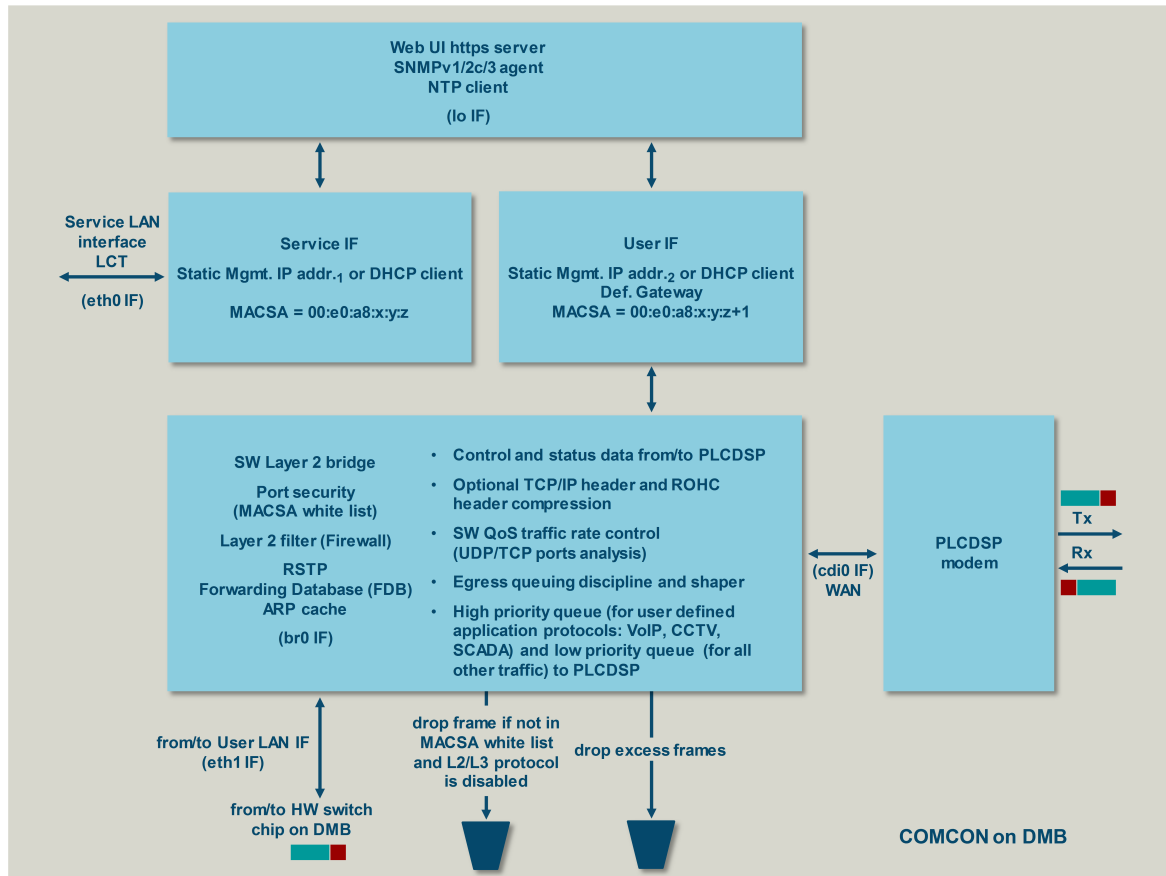 Web UI https server
SNMPv1/2c/3 agent
NTP client
(lo IF)
Service LAN
interface
LCT
(eth0 IF)
Service IF
Static Mgmt. IP addr.1 or DHCP client
MACSA = 00:e0:a8:x:y:z
User IF
Static Mgmt. IP addr.2 or DHCP client
Def. Gateway
MACSA = 00:e0:a8:x:y:z+1
SW Layer 2 bridge
Port security
(MACSA white list)
Layer 2 filter (Firewall)
RSTP
Forwarding Database (FDB)
ARP cache
(br0 IF)
• Control and status data from/to PLCDSP
• Optional TCP/IP header and ROHC
header compression
• SW QoS traffic rate control
(UDP/TCP ports analysis)
• Egress queuing discipline and shaper
• High priority queue (for user defined
application protocols: VoIP, CCTV,
SCADA) and low priority queue (for all
other traffic) to PLCDSP
(cdi0 IF)
WAN
PLCDSP
modem
Tx
Rx
from/to User LAN IF
(eth1 IF)
from/to HW switch
chip on DMB
drop frame if not in
MACSA white list
and L2/L3 protocol
is disabled
drop excess frames
COMCON on DMB